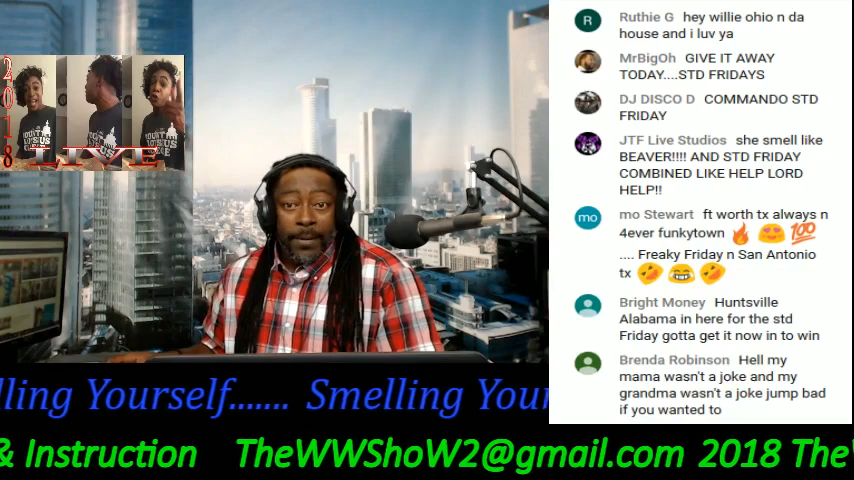 2018
LIVE
Ruthie G hey willie ohio n da
house and i luv ya
MrBigOh GIVE IT AWAY
TODAY....STD FRIDAYS
DJ DISCO D COMMANDO STD
FRIDAY
JTF Live Studios she smell like
BEAVER!!!! AND STD FRIDAY
COMBINED LIKE HELP LORD
HELP!!
mo
mo Stewart ft worth tx always n
4ever funkytown 🔥 😍 💯
.... Freaky Friday n San Antonio
tx 🤣 😂 🤣
Bright Money Huntsville
Alabama in here for the std
Friday gotta get it now in to win
Brenda Robinson Hell my
mama wasn't a joke and my
grandma wasn't a joke jump bad
if you wanted to
R
lling Yourself....... Smelling Your
& Instruction TheWWShoW2@gmail.com 2018 TheW